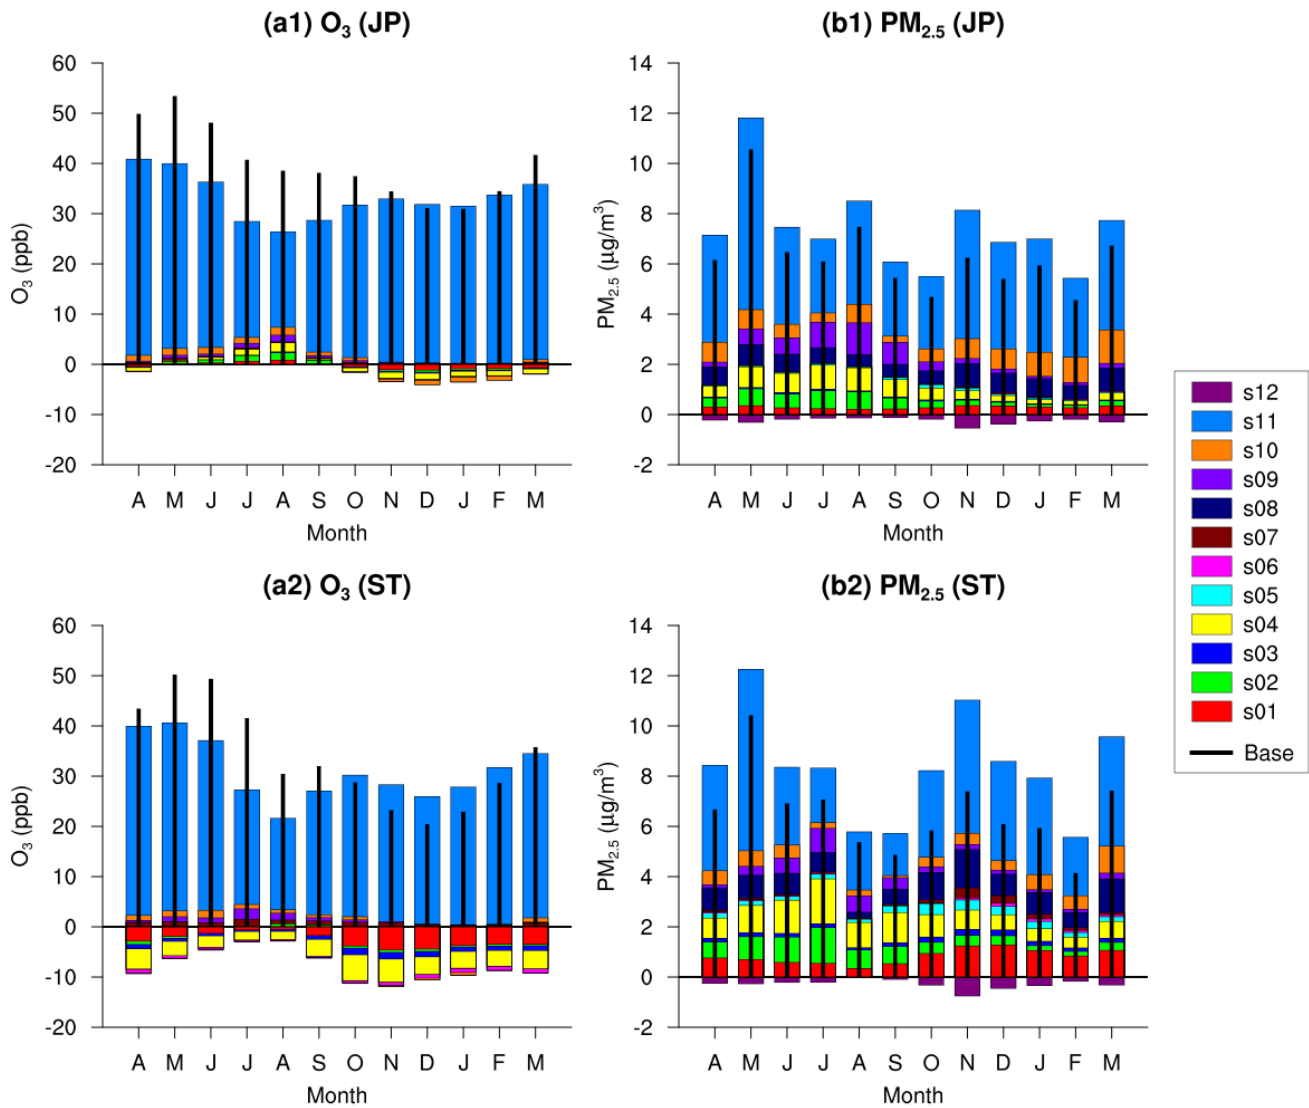 (a1) O3 (JP)
60
50
40
30
20
10
0
-10
-20
O3 (ppb)
A M J J A S O N D J F M
Month
(b1) PM2.5 (JP)
14
12
10
8
6
4
2
0
-2
PM2.5 (μg/m3)
A M J J A S O N D J F M
Month
(a2) O3 (ST)
60
50
40
30
20
10
0
-10
-20
O3 (ppb)
A M J J A S O N D J F M
Month
(b2) PM2.5 (ST)
14
12
10
8
6
4
2
0
-2
PM2.5 (μg/m3)
A M J J A S O N D J F M
Month
s12
s11
s10
s09
s08
s07
s06
s05
s04
s03
s02
s01
Base